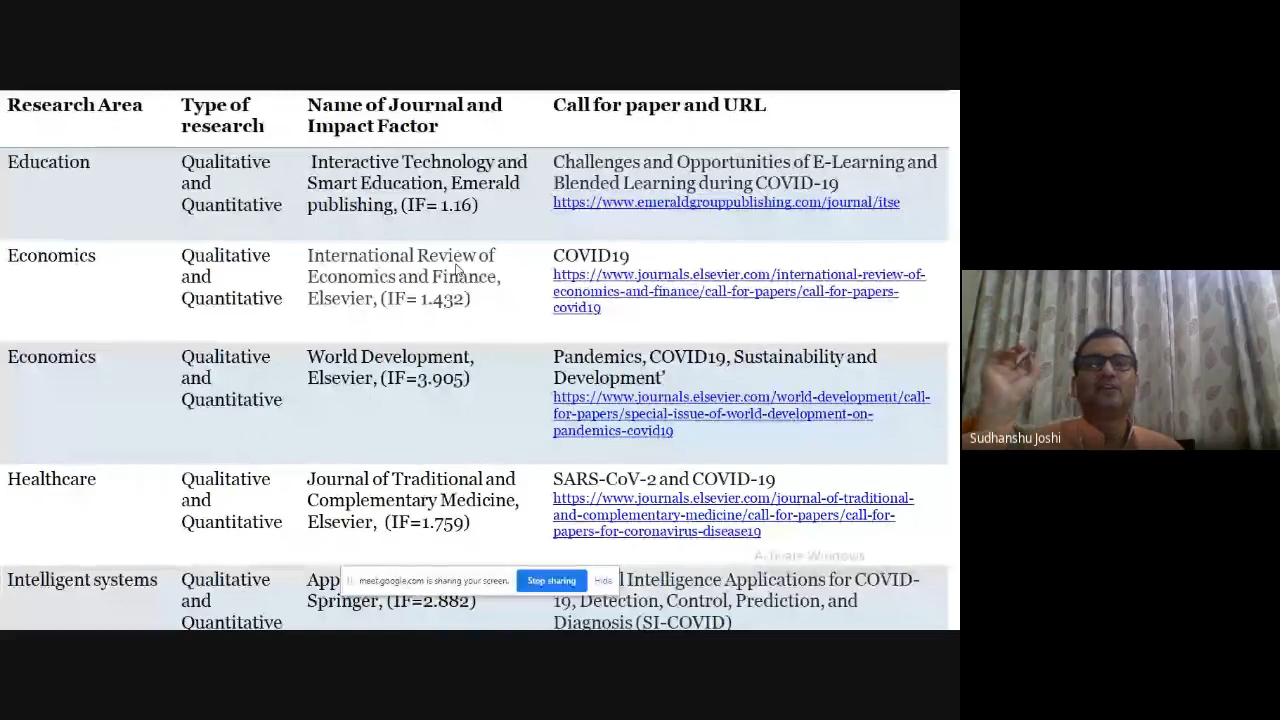 Research Area
Type of
research
Name of Journal and
Impact Factor
Call for paper and URL
Education
Qualitative
and
Quantitative
Interactive Technology and
Smart Education, Emerald
publishing, (IF= 1.16)
Challenges and Opportunities of E-Learning and
Blended Learning during COVID-19
https://www.emeraldgrouppublishing.com/journal/itse
Economics
Qualitative
and
Quantitative
International Review of
Economics and Finance,
Elsevier, (IF= 1.432)
COVID19
https://www.journals.elsevier.com/international-review-of-
economics-and-finance/call-for-papers/call-for-papers-
covid19
Economics
Qualitative
and
Quantitative
World Development,
Elsevier, (IF=3.905)
Pandemics, COVID19, Sustainability and
Development’
https://www.journals.elsevier.com/world-development/call-
for-papers/special-issue-of-world-development-on-
pandemics-covid19
Healthcare
Qualitative
and
Quantitative
Journal of Traditional and
Complementary Medicine,
Elsevier, (IF=1.759)
SARS-CoV-2 and COVID-19
https://www.journals.elsevier.com/journal-of-traditional-
and-complementary-medicine/call-for-papers/call-for-
papers-for-coronavirus-disease19
Activate Windows
Intelligent systems
Qualitative
and
Quantitative
Springer, (IF=2.882)
Intelligence Applications for COVID-
19, Detection, Control, Prediction, and
Diagnosis (SI-COVID)
meet.google.com is sharing your screen.
Stop sharing
Hide
Sudhanshu Joshi